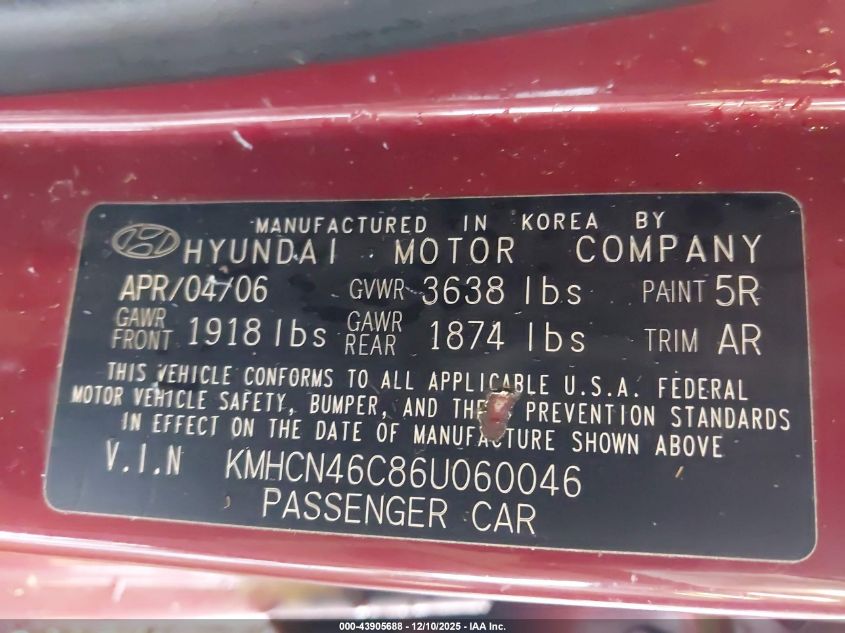 MANUFACTURED IN KOREA BY
HYUNDAI MOTOR COMPANY
APR/04/06 GVWR 3638 lbs PAINT 5R
GAWR FRONT 1918 lbs GAWR REAR 1874 lbs TRIM AR
THIS VEHICLE CONFORMS TO ALL APPLICABLE U.S.A. FEDERAL
MOTOR VEHICLE SAFETY, BUMPER, AND PREVENTION STANDARDS
IN EFFECT ON THE DATE OF MANUFACTURE SHOWN ABOVE
V.I.N KMHCN46C86U060046
PASSENGER CAR
000-43905688 - 12/10/2025 - IAA Inc.